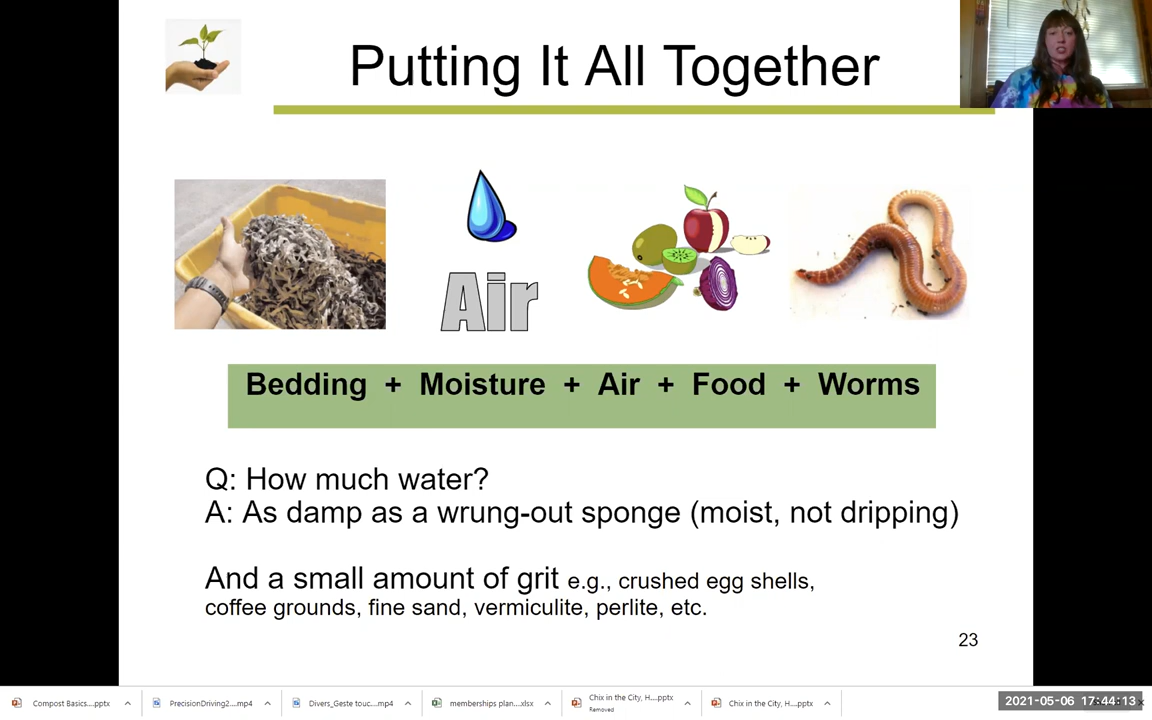 Putting It All Together
Air
Bedding + Moisture + Air + Food + Worms
Q: How much water?
A: As damp as a wrung-out sponge (moist, not dripping)
And a small amount of grit e.g., crushed egg shells,
coffee grounds, fine sand, vermiculite, perlite, etc.
23
Compost Basics....pptx
PrecisionDriving2....mp4
Divers_Geste touc....mp4
memberships plan....xlsx
Chix in the City, H....pptx
Removed
Chix in the City, H....pptx
2021-05-06 17:44:13